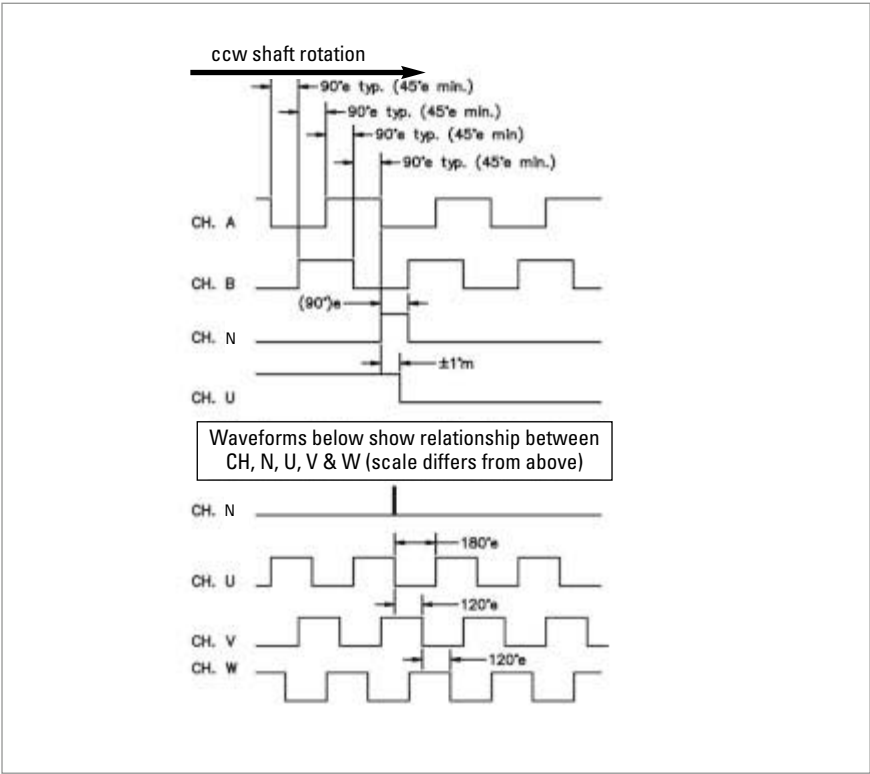 ccw shaft rotation
90°e typ. (45°e min.)
90°e typ. (45°e min.)
90°e typ. (45°e min)
90°e typ. (45°e min.)
CH. A
CH. B
(90°)e
CH. N
±1°m
CH. U
Waveforms below show relationship between
CH, N, U, V & W (scale differs from above)
CH. N
180°e
CH. U
120°e
CH. V
120°e
CH. W